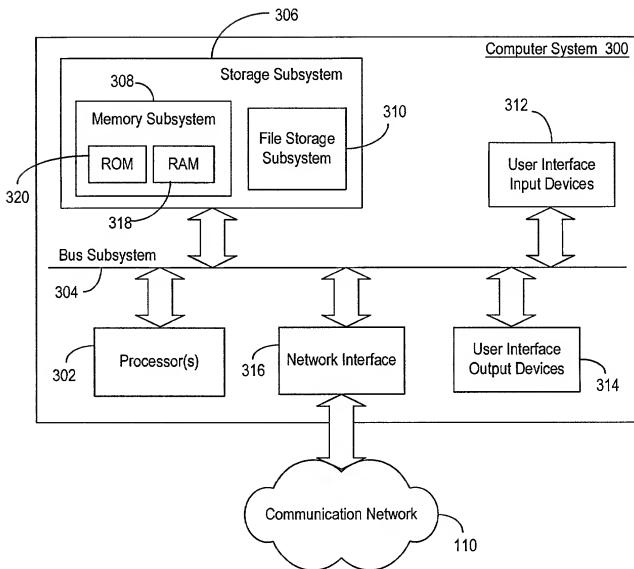 306
Computer System 300
Storage Subsystem
308
Memory Subsystem
310
File Storage
Subsystem
312
ROM
RAM
User Interface
Input Devices
320
318
Bus Subsystem
304
302
Processor(s)
316
Network Interface
User Interface
Output Devices
314
Communication Network
110